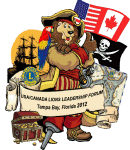 USA/CANADA LIONS LEADERSHIP FORUM
Tampa Bay, Florida 2012